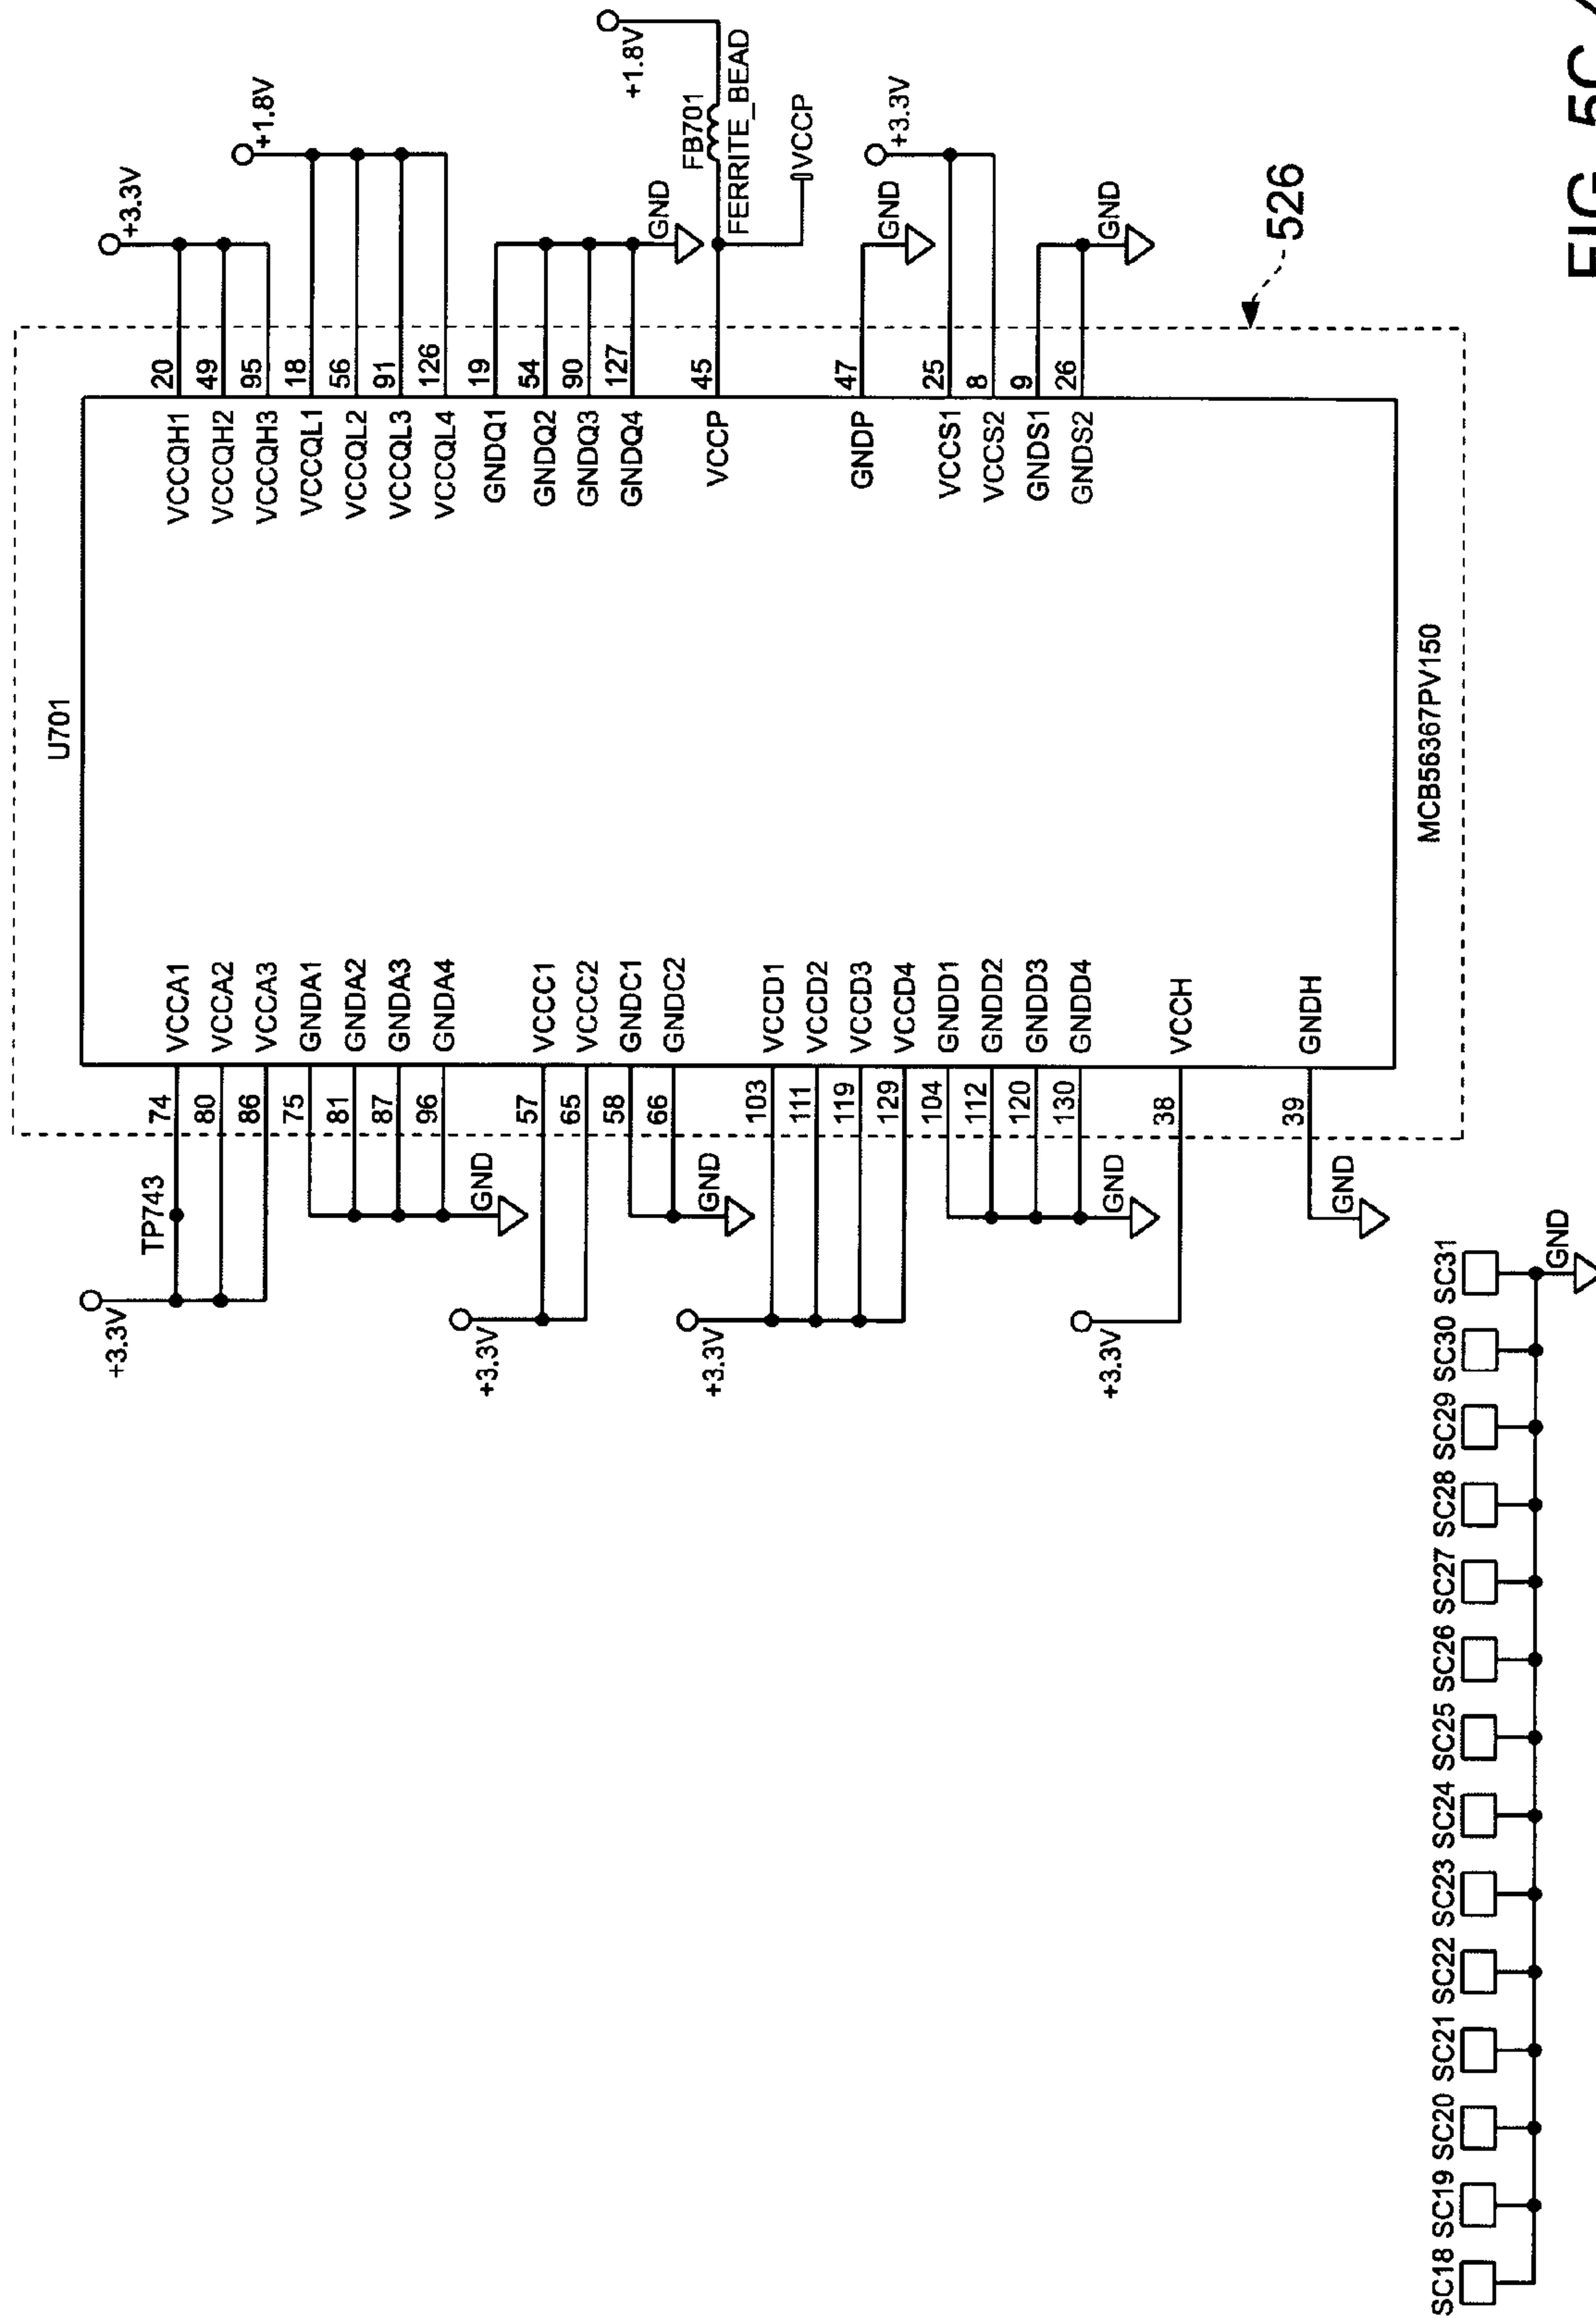 U701
+3.3V
TP743
74 VCCA1
80 VCCA2
86 VCCA3
75 GNDA1
81 GNDA2
87 GNDA3
96 GNDA4
GND
+3.3V
57 VCCC1
65 VCCC2
58 GNDC1
66 GNDC2
GND
+3.3V
103 VCCD1
111 VCCD2
119 VCCD3
129 VCCD4
104 GNDD1
112 GNDD2
120 GNDD3
130 GNDD4
GND
+3.3V
38 VCCH
39 GNDH
GND
VCCQH1 20
VCCQH2 49
VCCQH3 95
+3.3V
VCCQL1 18
VCCQL2 56
VCCQL3 91
VCCQL4 126
+1.8V
GNDQ1 19
GNDQ2 54
GNDQ3 90
GNDQ4 127
GND
VCCP 45
FB701
FERRITE_BEAD
+1.8V
VCCP
GNDP 47
GND
VCCS1 25
VCCS2 8
+3.3V
GNDS1 9
GNDS2 26
GND
526
MCB56367PV150
SC18 SC19 SC20 SC21 SC22 SC23 SC24 SC25 SC26 SC27 SC28 SC29 SC30 SC31
GND
FIG. 5C